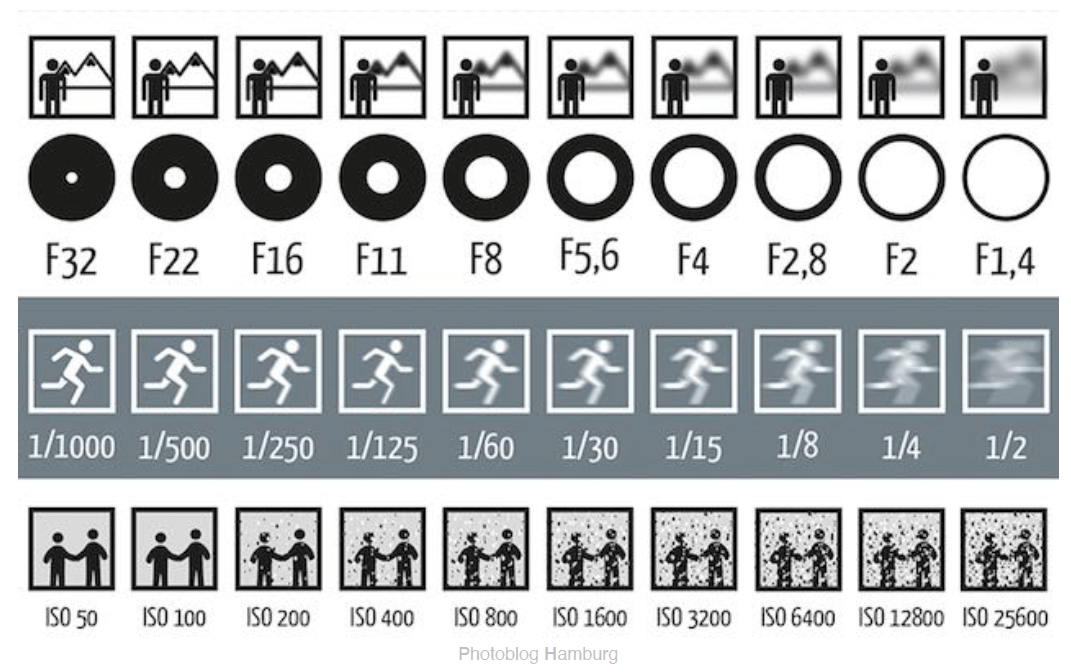 F32 F22 F16 F11 F8 F5,6 F4 F2,8 F2 F1,4
1/1000 1/500 1/250 1/125 1/60 1/30 1/15 1/8 1/4 1/2
ISO 50 ISO 100 ISO 200 ISO 400 ISO 800 ISO 1600 ISO 3200 ISO 6400 ISO 12800 ISO 25600
Photoblog Hamburg